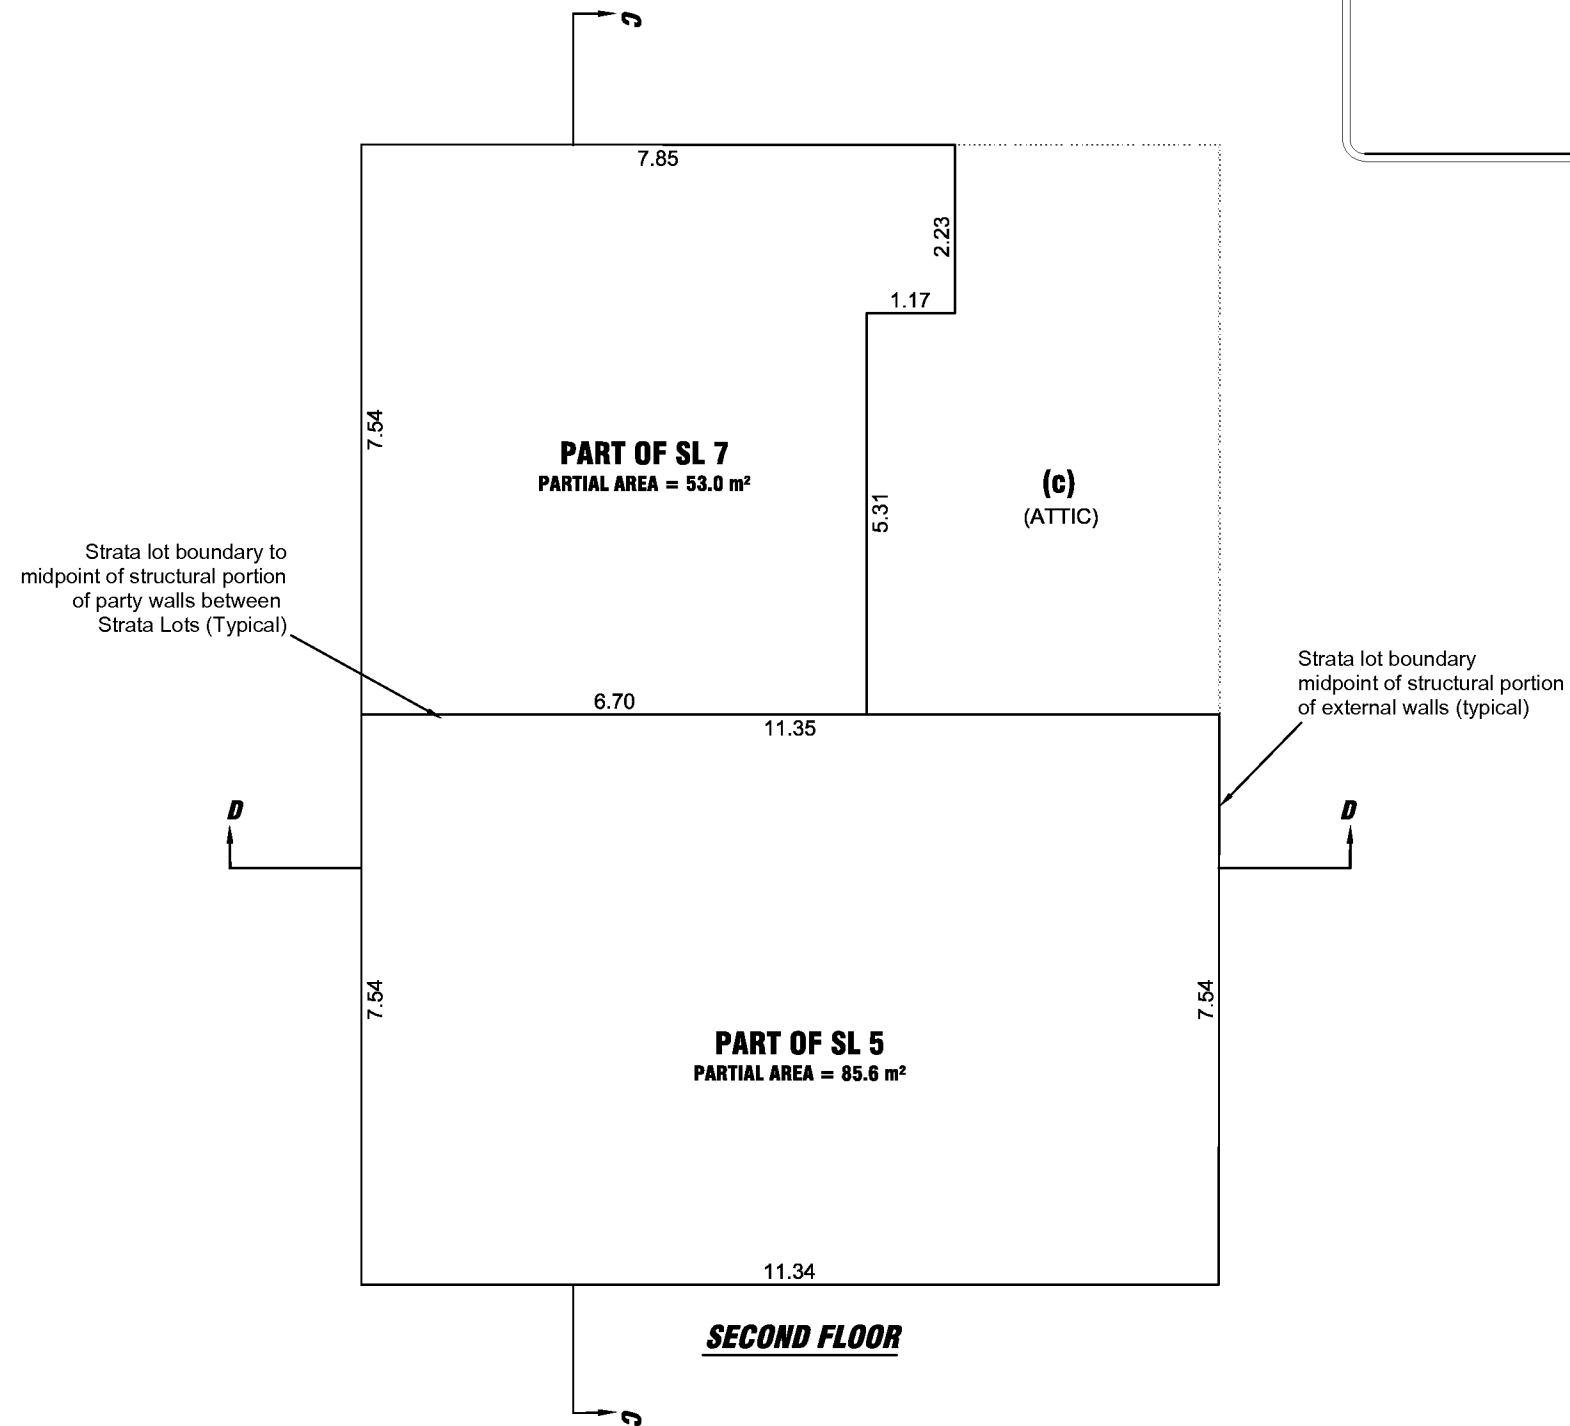 C
7.85
2.23
1.17
7.54
PART OF SL 7
PARTIAL AREA = 53.0 m²
(c)
(ATTIC)
5.31
Strata lot boundary to
midpoint of structural portion
of party walls between
Strata Lots (Typical)
Strata lot boundary
midpoint of structural portion
of external walls (typical)
6.70
11.35
D
D
7.54
7.54
PART OF SL 5
PARTIAL AREA = 85.6 m²
11.34
SECOND FLOOR
C